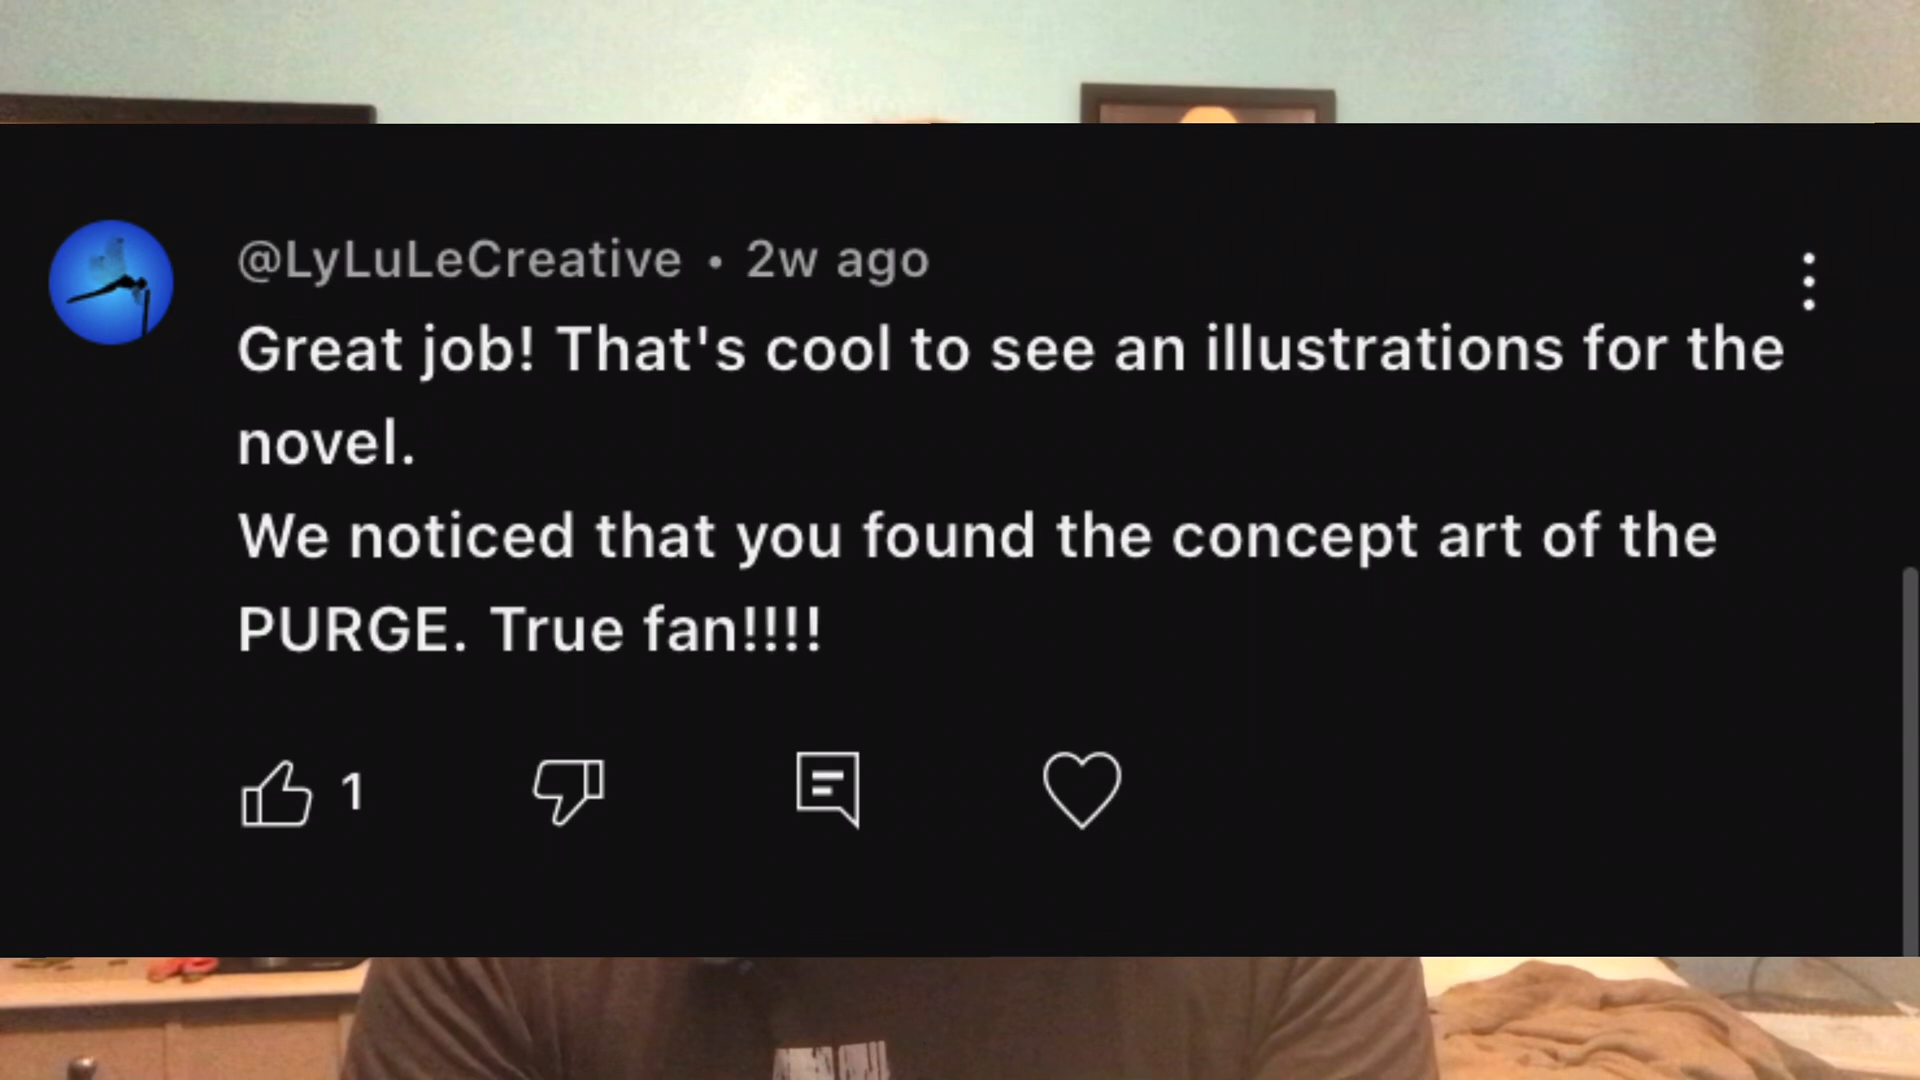 @LyLuLeCreative • 2w ago
Great job! That's cool to see an illustrations for the
novel.
We noticed that you found the concept art of the
PURGE. True fan!!!!
1